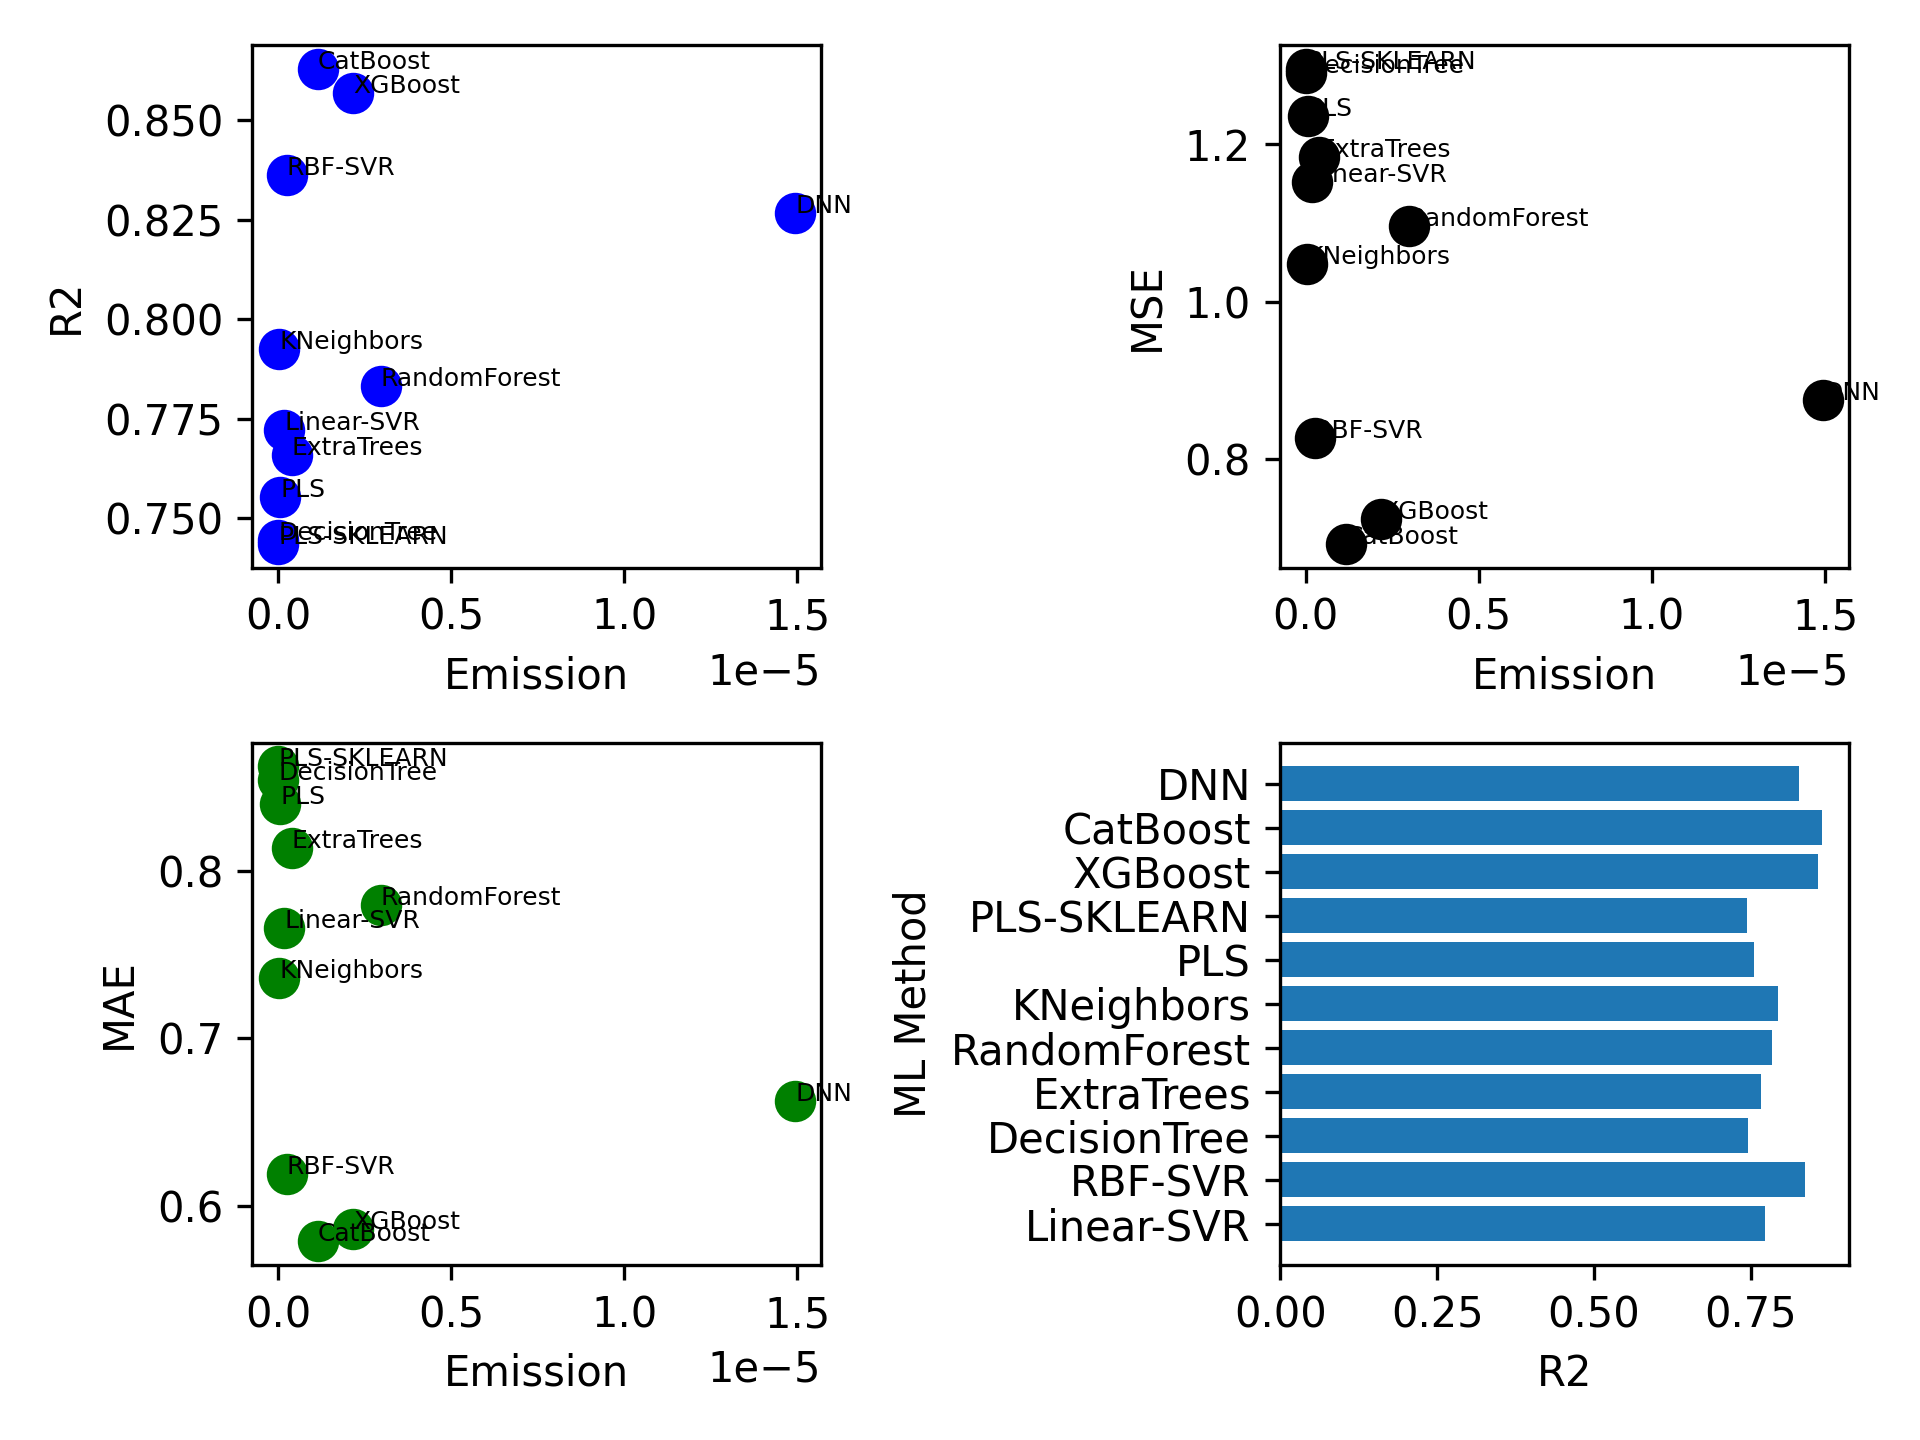 CatBoost
XGBoost
RBF-SVR
DNN
KNeighbors
RandomForest
Linear-SVR
ExtraTrees
PLS
DecisionTree
PLS-SKLEARN
0.850
0.825
0.800
0.775
0.750
R2
0.0 0.5 1.0 1.5
Emission
1e−5
PLS-SKLEARN
DecisionTree
PLS
ExtraTrees
Linear-SVR
RandomForest
KNeighbors
DNN
RBF-SVR
XGBoost
CatBoost
1.2
1.0
0.8
MSE
0.0 0.5 1.0 1.5
Emission
1e−5
PLS-SKLEARN
DecisionTree
PLS
ExtraTrees
RandomForest
Linear-SVR
KNeighbors
DNN
RBF-SVR
XGBoost
CatBoost
0.8
0.7
0.6
MAE
0.0 0.5 1.0 1.5
Emission
1e−5
DNN
CatBoost
XGBoost
PLS-SKLEARN
PLS
KNeighbors
RandomForest
ExtraTrees
DecisionTree
RBF-SVR
Linear-SVR
ML Method
0.00 0.25 0.50 0.75
R2